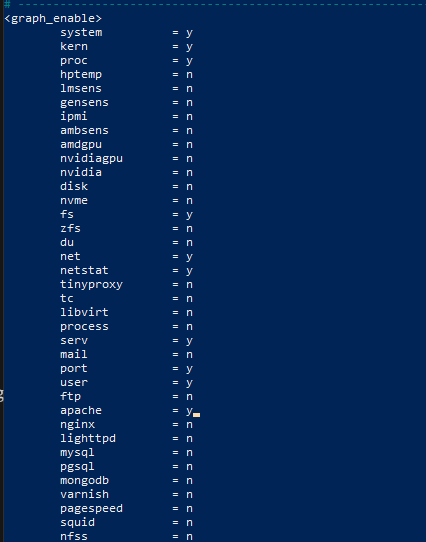 # ----------------------------------------------------------
<graph_enable>
system = y
kern = y
proc = y
hptemp = n
lmsens = n
gensens = n
ipmi = n
ambsens = n
amdgpu = n
nvidiagpu = n
nvidia = n
disk = n
nvme = n
fs = y
zfs = n
du = n
net = y
netstat = y
tinyproxy = n
tc = n
libvirt = n
process = n
serv = y
mail = n
port = y
user = y
ftp = n
apache = y
nginx = n
lighttpd = n
mysql = n
pgsql = n
mongodb = n
varnish = n
pagespeed = n
squid = n
nfss = n